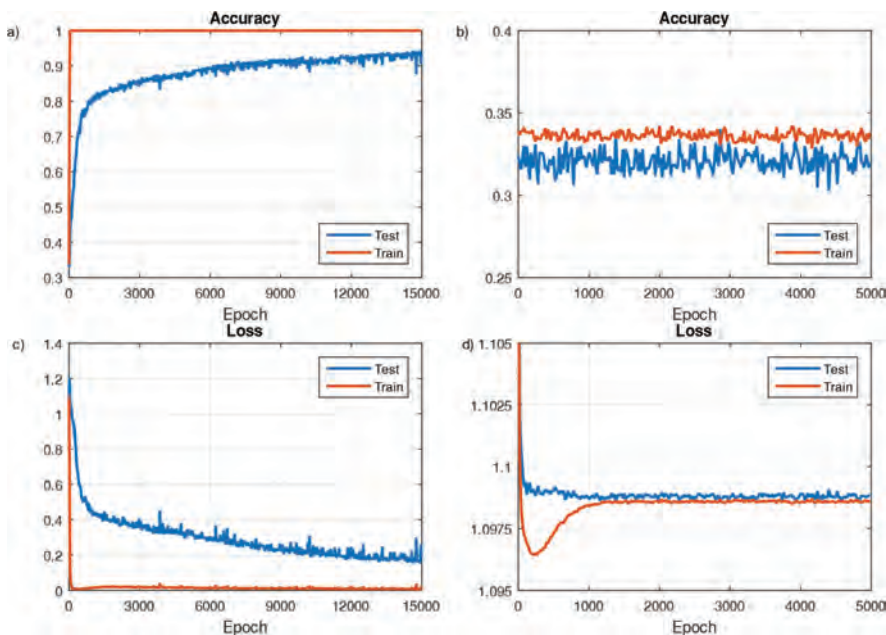 a)
Accuracy
1
0.9
0.8
0.7
0.6
0.5
0.4
0.3
0
3000
6000
9000
12000
15000
Epoch
Test
Train
b)
Accuracy
0.4
0.35
0.3
0.25
0
1000
2000
3000
4000
5000
Epoch
Test
Train
c)
Loss
1.4
1.2
1
0.8
0.6
0.4
0.2
0
0
3000
6000
9000
12000
15000
Epoch
Test
Train
d)
Loss
1.105
1.1025
1.1
1.0975
1.095
0
1000
2000
3000
4000
5000
Epoch
Test
Train